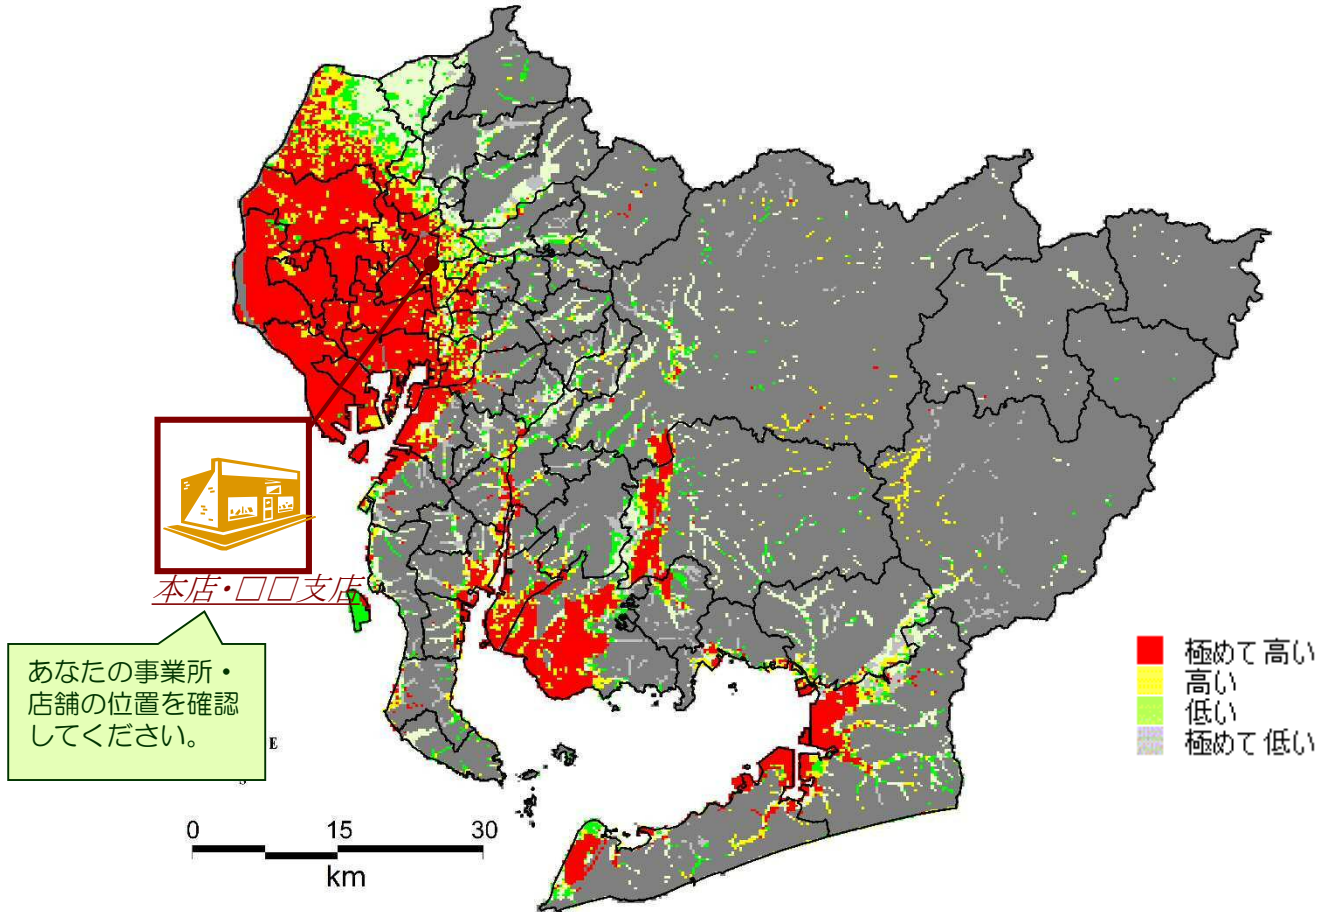 本店・□□支店
あなたの事業所・
店舗の位置を確認
してください。
E
S
0 15 30
km
極めて高い
高い
低い
極めて低い